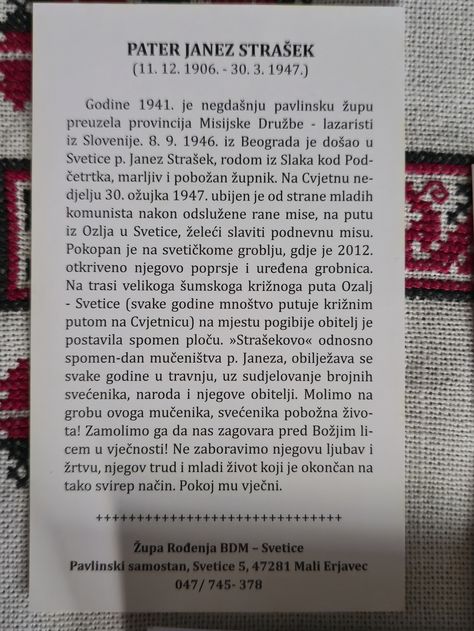 PATER JANEZ STRAŠEK
(11. 12. 1906. - 30. 3. 1947.)
Godine 1941. je negdašnju pavlinsku župu
preuzela provincija Misijske Družbe - lazaristi
iz Slovenije. 8. 9. 1946. iz Beograda je došao u
Svetice p. Janez Strašek, rodom iz Slaka kod Pod-
četrtka, marljiv i pobožan župnik. Na Cvjetnu ne-
djelju 30. ožujka 1947. ubijen je od strane mladih
komunista nakon odslužene rane mise, na putu
iz Ozlja u Svetice, želeći slaviti podnevnu misu.
Pokopan je na svetičkome groblju, gdje je 2012.
otkriveno njegovo poprsje i uređena grobnica.
Na trasi velikoga šumskoga križnoga puta Ozalj
- Svetice (svake godine mnoštvo putuje križnim
putom na Cvjetnicu) na mjestu pogibije obitelj je
postavila spomen ploču. »Strašekovo« odnosno
spomen-dan mučeništva p. Janeza, obilježava se
svake godine u travnju, uz sudjelovanje brojnih
svećenika, naroda i njegove obitelji. Molimo na
grobu ovoga mučenika, svećenika pobožna živo-
ta! Zamolimo ga da nas zagovara pred Božjim li-
cem u vječnosti! Ne zaboravimo njegovu ljubav i
žrtvu, njegov trud i mladi život koji je okončan na
tako svirep način. Pokoj mu vječni.
++++++++++++++++++++++++++++++
Župa Rođenja BDM – Svetice
Pavlinski samostan, Svetice 5, 47281 Mali Erjavec
047/ 745- 378